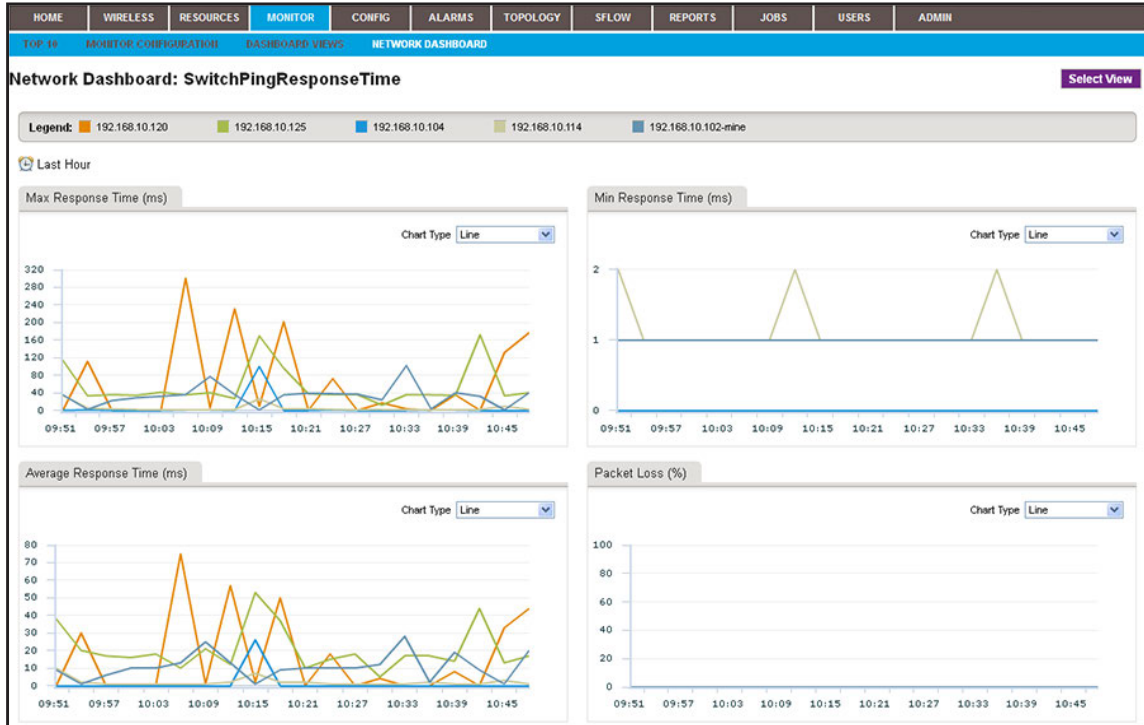 HOME WIRELESS RESOURCES MONITOR CONFIG ALARMS TOPOLOGY SFLOW REPORTS JOBS USERS ADMIN
TOP 10 MONITOR CONFIGURATION DASHBOARD VIEWS NETWORK DASHBOARD
Network Dashboard: SwitchPingResponseTime Select View
Legend: 192.168.10.120 192.168.10.125 192.168.10.104 192.168.10.114 192.168.10.102-mine
Last Hour
Max Response Time (ms)
Chart Type Line
320
280
240
200
160
120
80
40
0
09:51 09:57 10:03 10:09 10:15 10:21 10:27 10:33 10:39 10:45
Min Response Time (ms)
Chart Type Line
2
1
0
09:51 09:57 10:03 10:09 10:15 10:21 10:27 10:33 10:39 10:45
Average Response Time (ms)
Chart Type Line
80
70
60
50
40
30
20
10
0
09:51 09:57 10:03 10:09 10:15 10:21 10:27 10:33 10:39 10:45
Packet Loss (%)
Chart Type Line
100
80
60
40
20
0
09:51 09:57 10:03 10:09 10:15 10:21 10:27 10:33 10:39 10:45